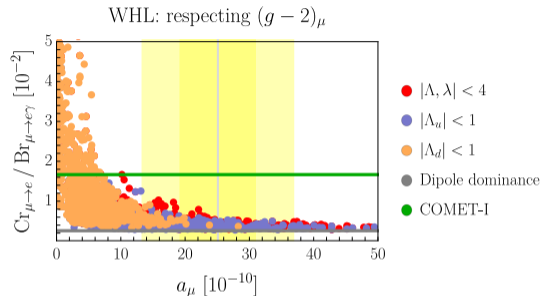 WHL: respecting (g − 2)μ
Crμ→e / Brμ→eγ [10⁻²]
5
4
3
2
1
0
10
20
30
40
50
aμ [10⁻¹⁰]
|Λ, λ| < 4
|Λu| < 1
|Λd| < 1
Dipole dominance
COMET-I